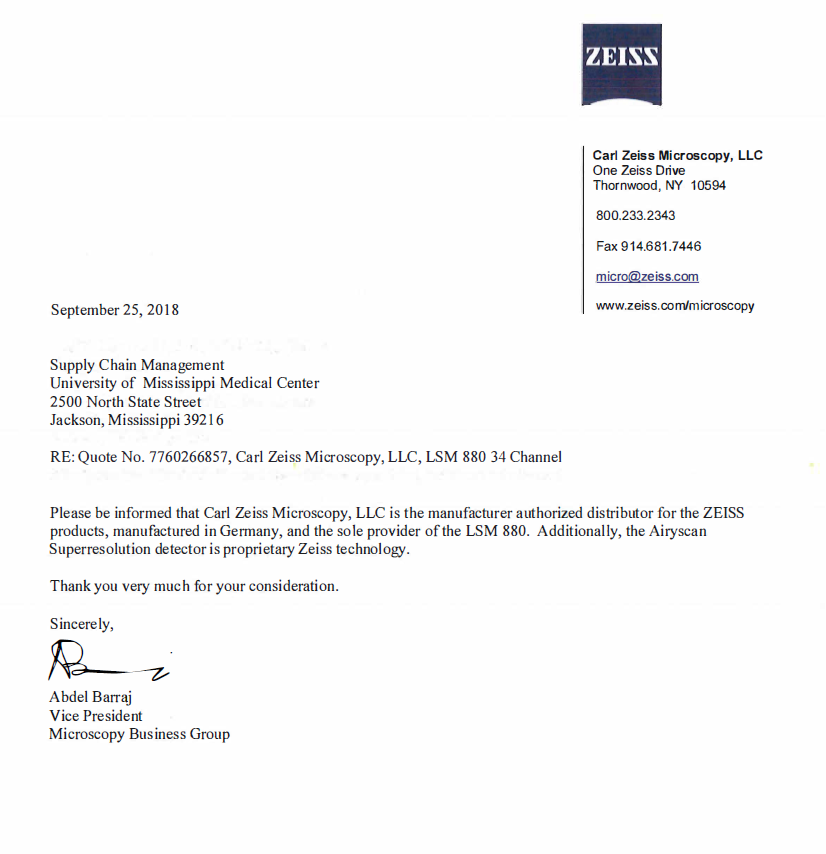 ZEISS
Carl Zeiss Microscopy, LLC
One Zeiss Drive
Thornwood, NY 10594
800.233.2343
Fax 914.681.7446
micro@zeiss.com
www.zeiss.com/microscopy
September 25, 2018
Supply Chain Management
University of Mississippi Medical Center
2500 North State Street
Jackson, Mississippi 39216
RE: Quote No. 7760266857, Carl Zeiss Microscopy, LLC, LSM 880 34 Channel
Please be informed that Carl Zeiss Microscopy, LLC is the manufacturer authorized distributor for the ZEISS
products, manufactured in Germany, and the sole provider of the LSM 880. Additionally, the Airyscan
Superresolution detector is proprietary Zeiss technology.
Thank you very much for your consideration.
Sincerely,
Abdel Barraj
Vice President
Microscopy Business Group